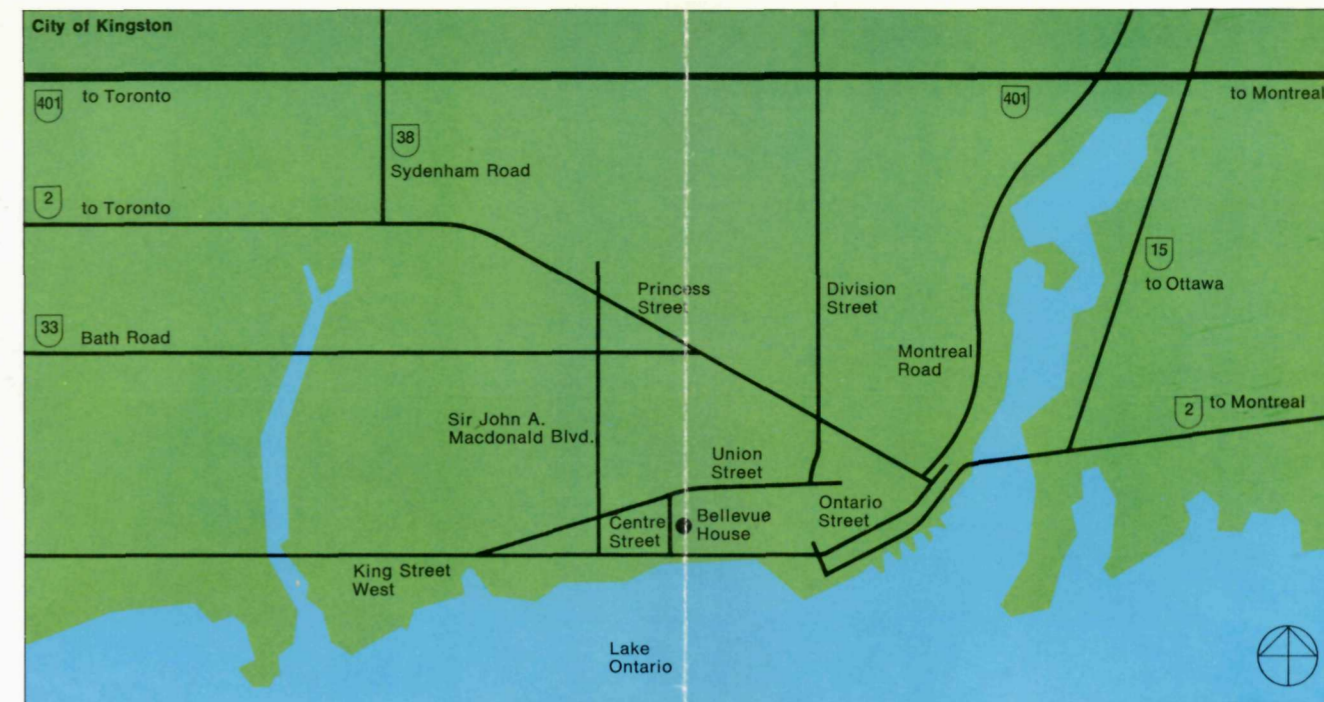 City of Kingston
401 to Toronto
401
to Montreal
38
Sydenham Road
2 to Toronto
15
to Ottawa
Princess
Street
Division
Street
33 Bath Road
Montreal
Road
2 to Montreal
Sir John A.
Macdonald Blvd.
Union
Street
Ontario
Street
Centre
Street
Bellevue
House
King Street
West
Lake
Ontario